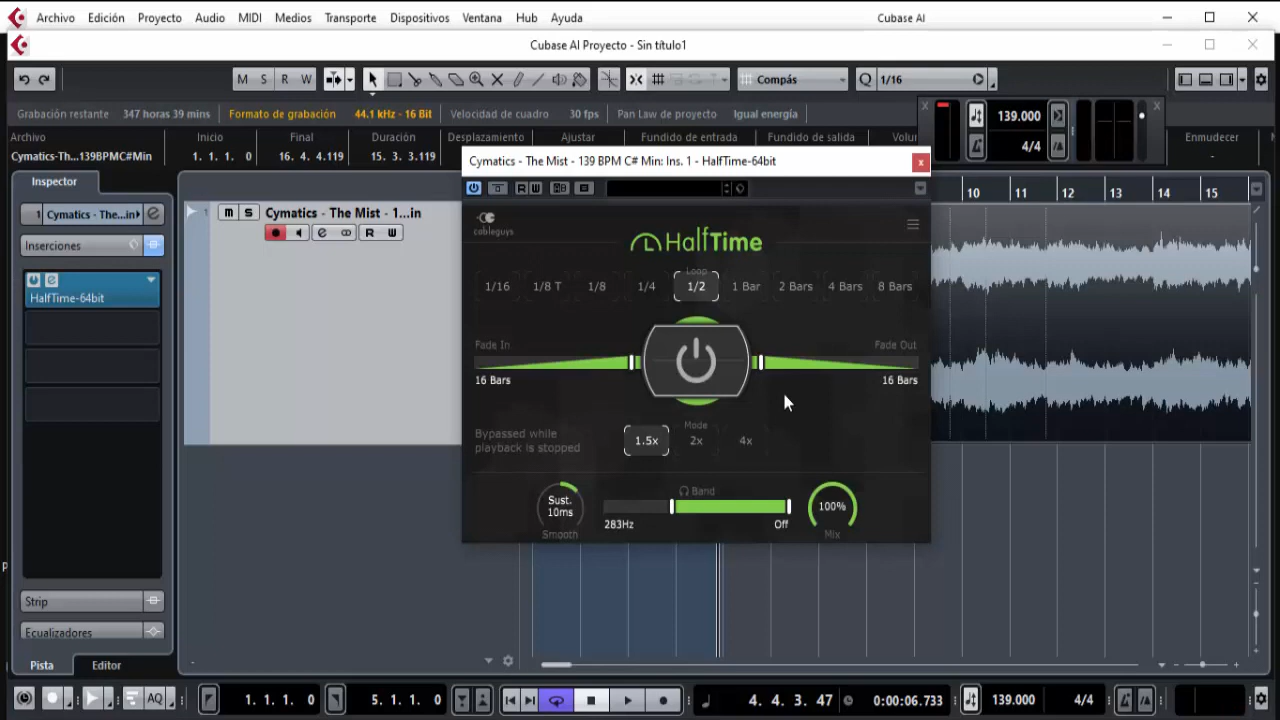 Archivo Edición Proyecto Audio MIDI Medios Transporte Dispositivos Ventana Hub Ayuda Cubase AI
Cubase AI Proyecto - Sin título1
M S R W Compás Q 1/16
Grabación restante 347 horas 39 mins Formato de grabación 44.1 kHz - 16 Bit Velocidad de cuadro 30 fps Pan Law de proyecto Igual energía
139.000
4/4
Archivo Inicio Final Duración Desplazamiento Ajustar Fundido de entrada Fundido de salida Volu Enmudecer
Cymatics-Th...139BPMC#Min 1. 1. 1. 0 16. 4. 4.119 15. 3. 3.119 -
Cymatics - The Mist - 139 BPM C# Min: Ins. 1 - HalfTime-64bit x
Inspector
R W
10 11 12 13 14 15
1 Cymatics - The...in
1 m S Cymatics - The Mist - 1...in
R W
Inserciones
HalfTime-64bit
cableguys
HalfTime
Loop
1/16 1/8 T 1/8 1/4 1/2 1 Bar 2 Bars 4 Bars 8 Bars
Fade In Fade Out
16 Bars 16 Bars
Bypassed while
playback is stopped
Mode
1.5x 2x 4x
Sust.
10ms
Smooth
Band
283Hz Off
100%
Mix
Strip
Ecualizadores
Pista Editor
AQ 1. 1. 1. 0 5. 1. 1. 0 4. 4. 3. 47 0:00:06.733 139.000 4/4